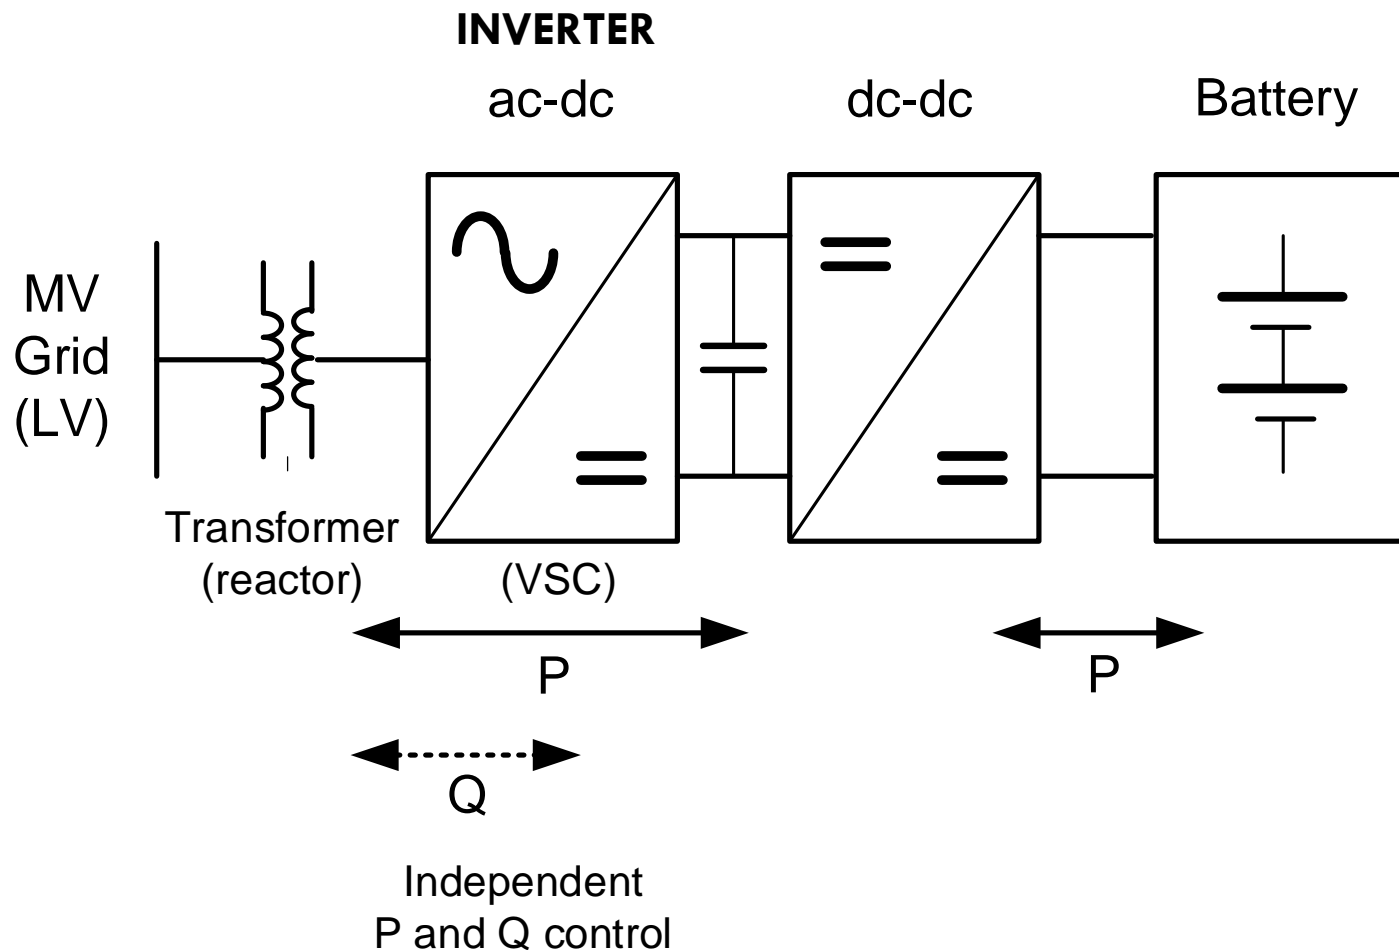 INVERTER
ac-dc
dc-dc
Battery
MV
Grid
(LV)
Transformer
(reactor)
(VSC)
P
P
Q
Independent
P and Q control